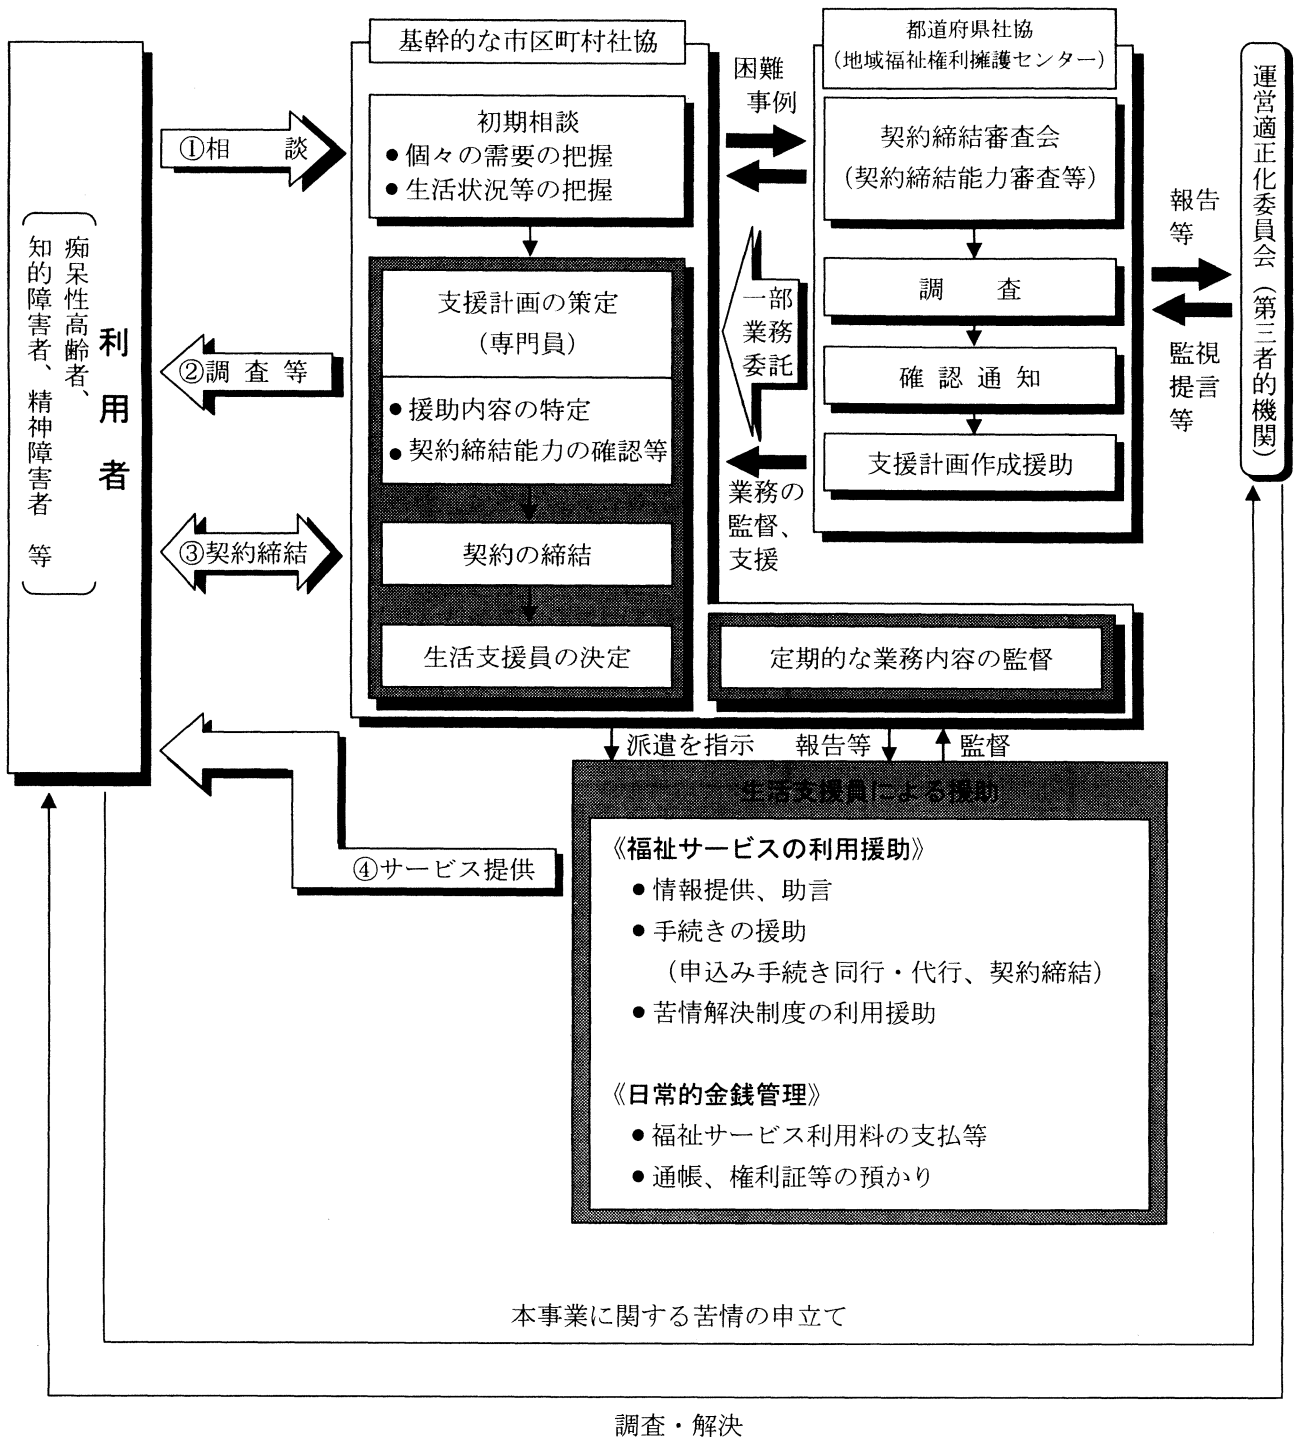 利用者
痴呆性高齢者、
知的障害者、精神障害者　等
①相　　談
②調 査 等
③契約締結
④サービス提供
基幹的な市区町村社協
初期相談
●個々の需要の把握
●生活状況等の把握
支援計画の策定
（専門員）
●援助内容の特定
●契約締結能力の確認等
契約の締結
生活支援員の決定
困難
事例
一部
業務
委託
業務の
監督、
支援
都道府県社協
（地域福祉権利擁護センター）
契約締結審査会
（契約締結能力審査等）
調　　査
確 認 通 知
支援計画作成援助
定期的な業務内容の監督
報告
等
監視
提言
等
運営適正化委員会（第三者的機関）
派遣を指示
報告等
監督
生活支援員による援助
《福祉サービスの利用援助》
●情報提供、助言
●手続きの援助
（申込み手続き同行・代行、契約締結）
●苦情解決制度の利用援助
《日常的金銭管理》
●福祉サービス利用料の支払等
●通帳、権利証等の預かり
本事業に関する苦情の申立て
調査・解決